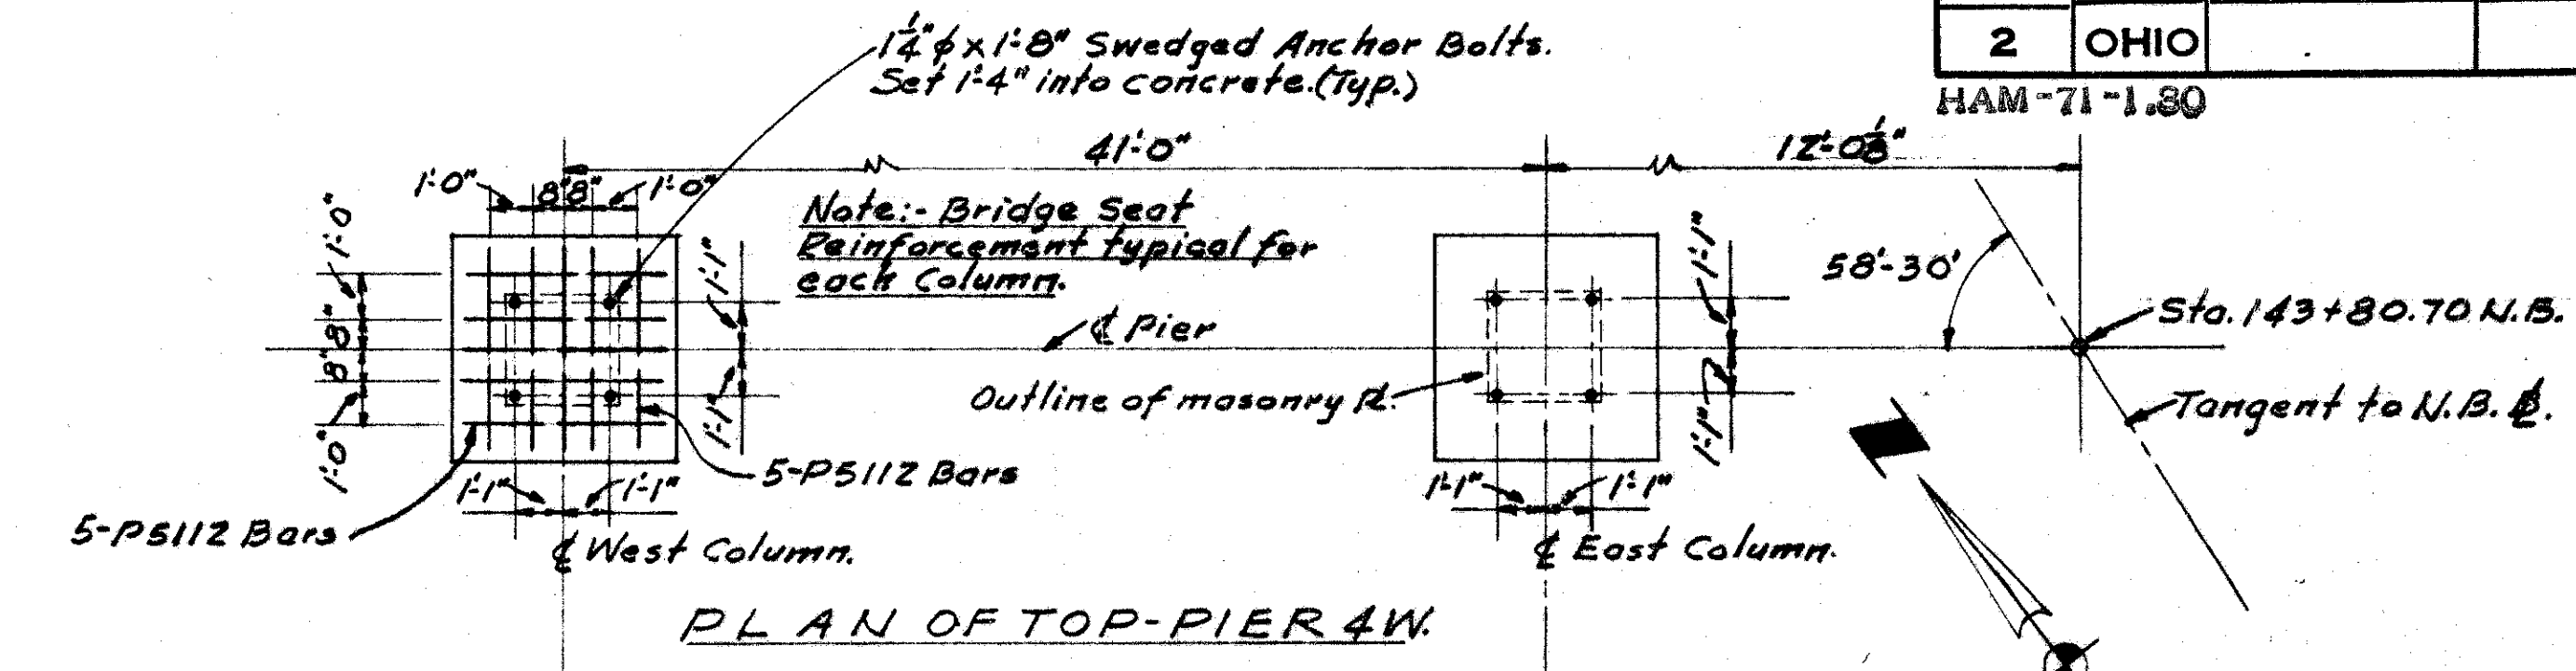 2 OHIO
HAM-71-1.80
1¼"φ x 1'-8" Swedged Anchor Bolts.
Set 1'-4" into concrete.(Typ.)
41'-0"
12'-0⅛"
1'-0" 8" 8" 1'-0"
Note:- Bridge Seat
Reinforcement typical for
each Column.
1'-0"
8"
8"
1'-0"
1'-1"
1'-1"
℄ Pier
Outline of masonry ℞.
1'-1"
1'-1"
58'-30'
Sta. 143+80.70 N.B.
Tangent to N.B. ℄.
5-P5112 Bars
1'-1" 1'-1"
5-P5112 Bars
1'-1" 1'-1"
℄ West Column.
℄ East Column.
PLAN OF TOP-PIER 4W.